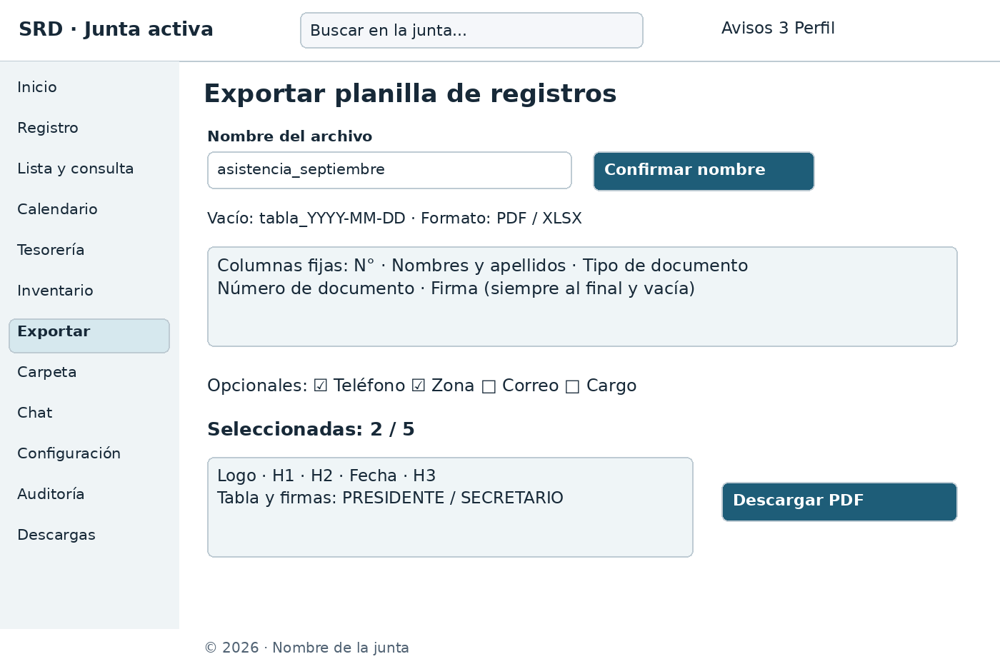 SRD · Junta activa
Buscar en la junta...
Avisos 3 Perfil
Inicio
Registro
Lista y consulta
Calendario
Tesorería
Inventario
Exportar
Carpeta
Chat
Configuración
Auditoría
Descargas
Exportar planilla de registros
Nombre del archivo
asistencia_septiembre
Confirmar nombre
Vacío: tabla_YYYY-MM-DD · Formato: PDF / XLSX
Columnas fijas: N° · Nombres y apellidos · Tipo de documento
Número de documento · Firma (siempre al final y vacía)
Opcionales: ☑ Teléfono ☑ Zona □ Correo □ Cargo
Seleccionadas: 2 / 5
Logo · H1 · H2 · Fecha · H3
Tabla y firmas: PRESIDENTE / SECRETARIO
Descargar PDF
© 2026 · Nombre de la junta